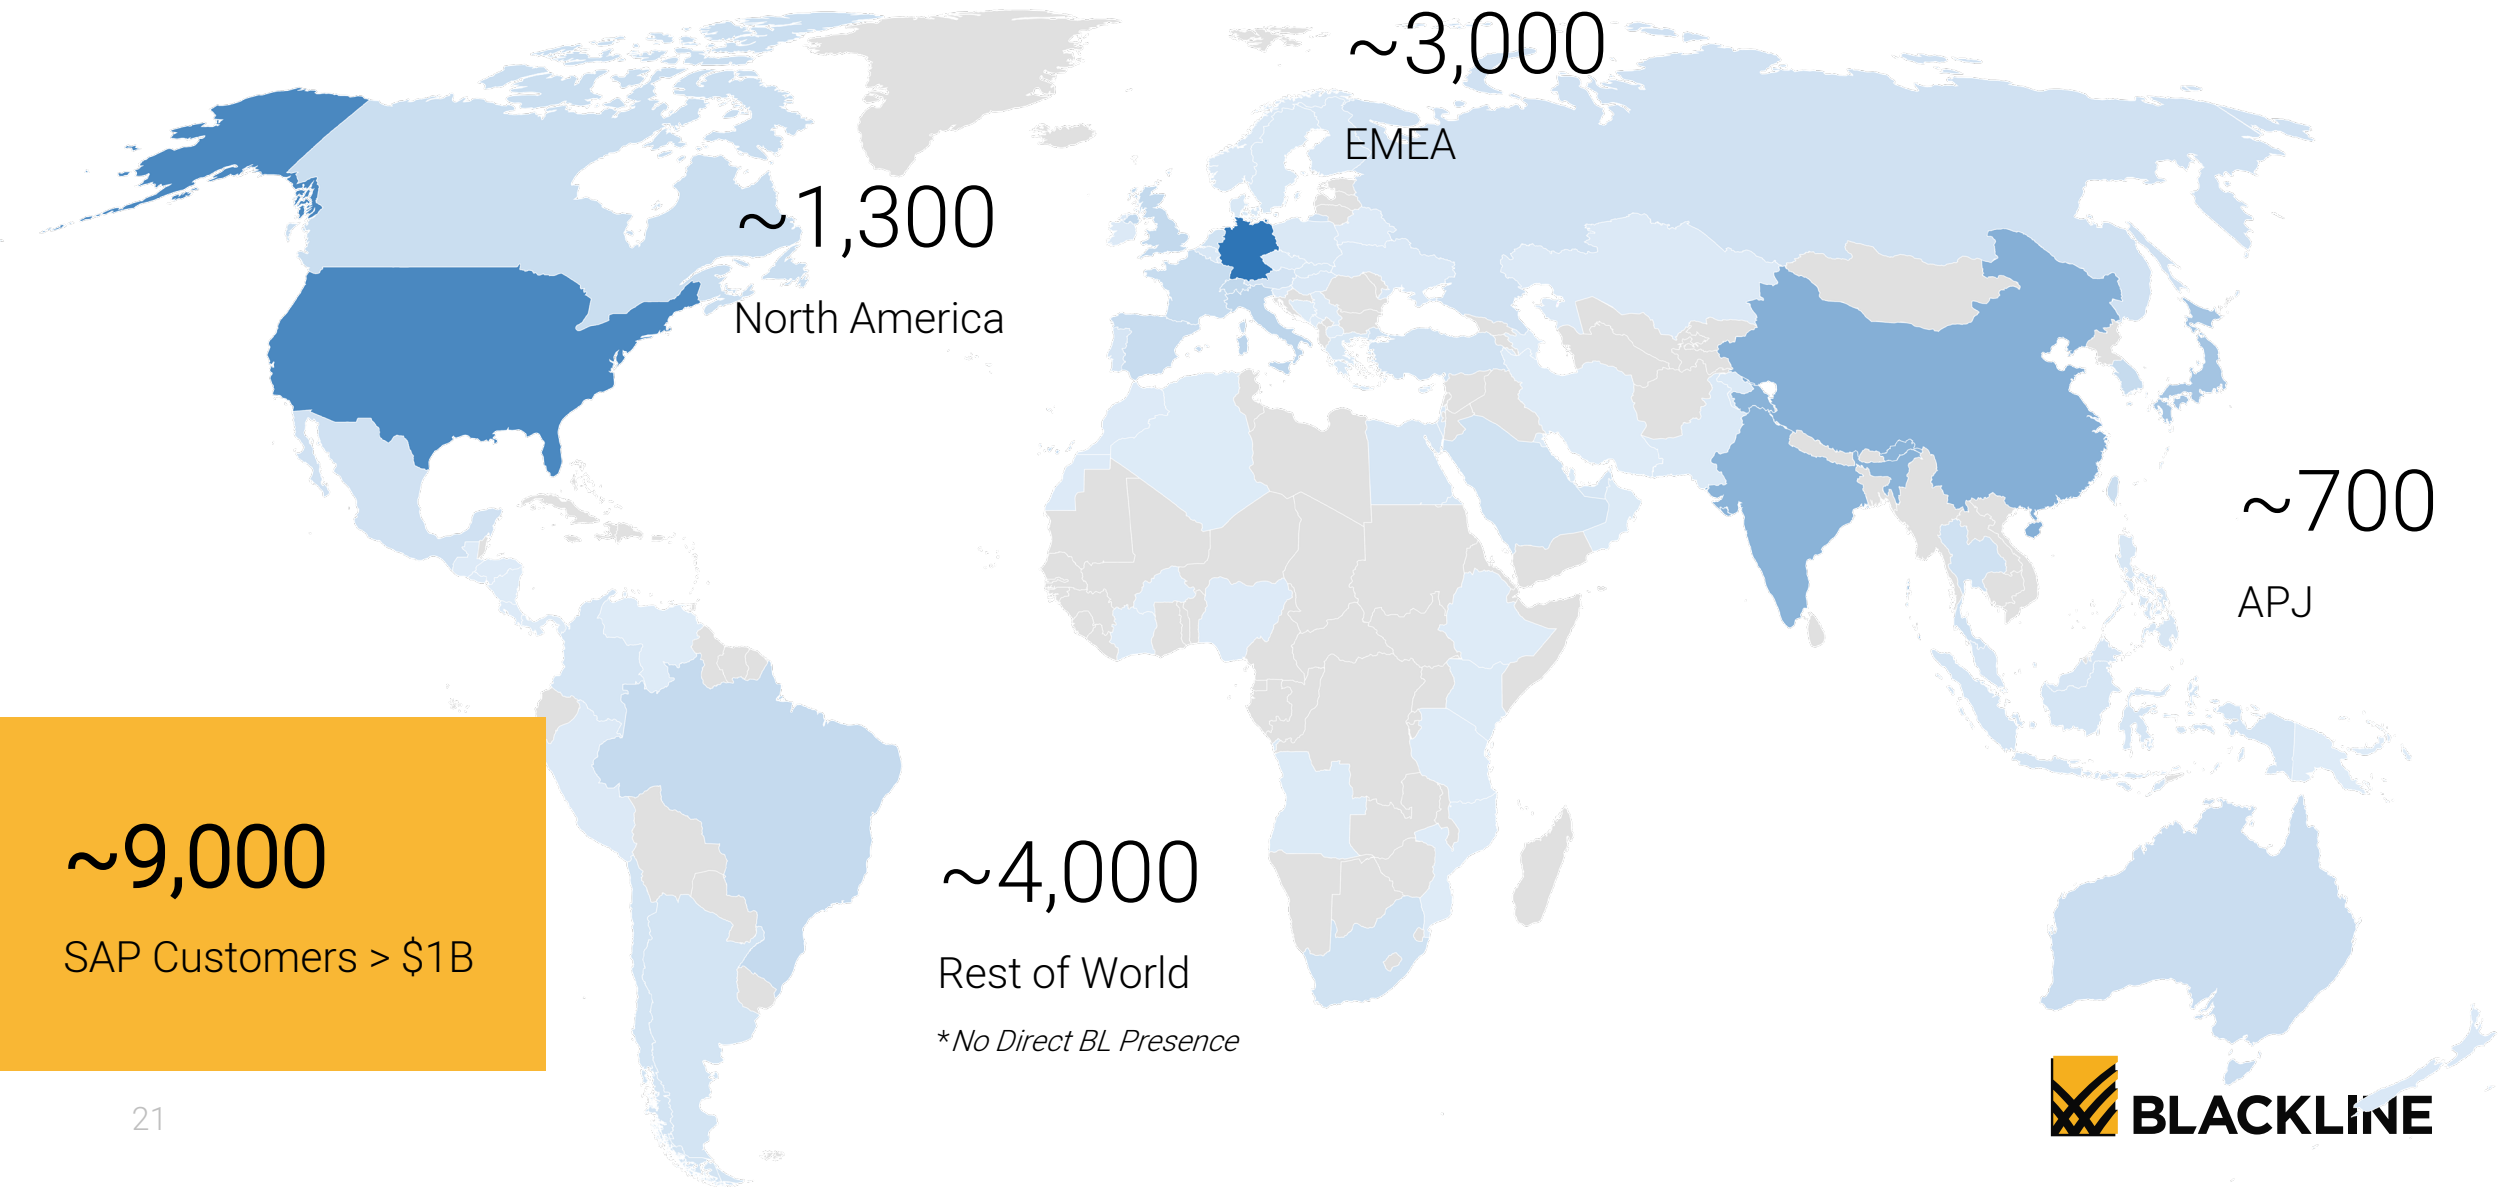 ~3,000
EMEA
~1,300
North America
~700
APJ
~9,000
SAP Customers > $1B
~4,000
Rest of World
*No Direct BL Presence
21
BLACKLINE